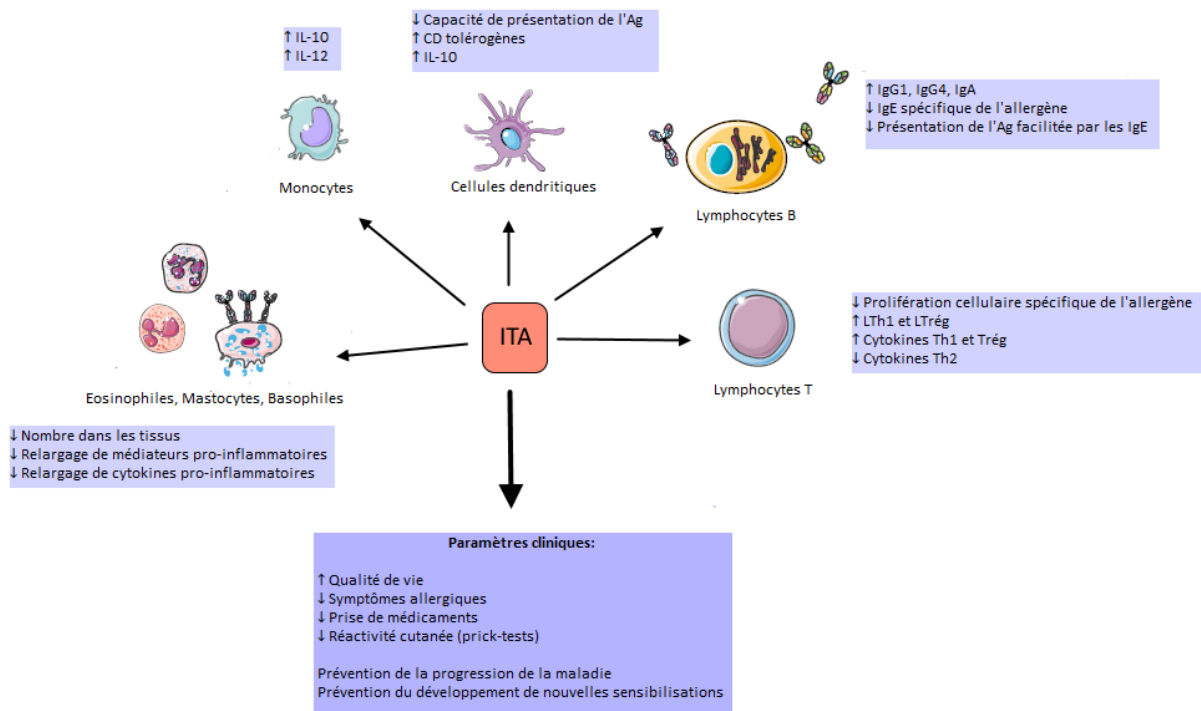 ↑ IL-10
↑ IL-12
Monocytes
↓ Capacité de présentation de l'Ag
↑ CD tolérogènes
↑ IL-10
Cellules dendritiques
↑ IgG1, IgG4, IgA
↓ IgE spécifique de l'allergène
↓ Présentation de l'Ag facilitée par les IgE
Lymphocytes B
ITA
↓ Prolifération cellulaire spécifique de l'allergène
↑ LTh1 et LTrég
↑ Cytokines Th1 et Trég
↓ Cytokines Th2
Lymphocytes T
Eosinophiles, Mastocytes, Basophiles
↓ Nombre dans les tissus
↓ Relargage de médiateurs pro-inflammatoires
↓ Relargage de cytokines pro-inflammatoires
Paramètres cliniques:
↑ Qualité de vie
↓ Symptômes allergiques
↓ Prise de médicaments
↓ Réactivité cutanée (prick-tests)
Prévention de la progression de la maladie
Prévention du développement de nouvelles sensibilisations